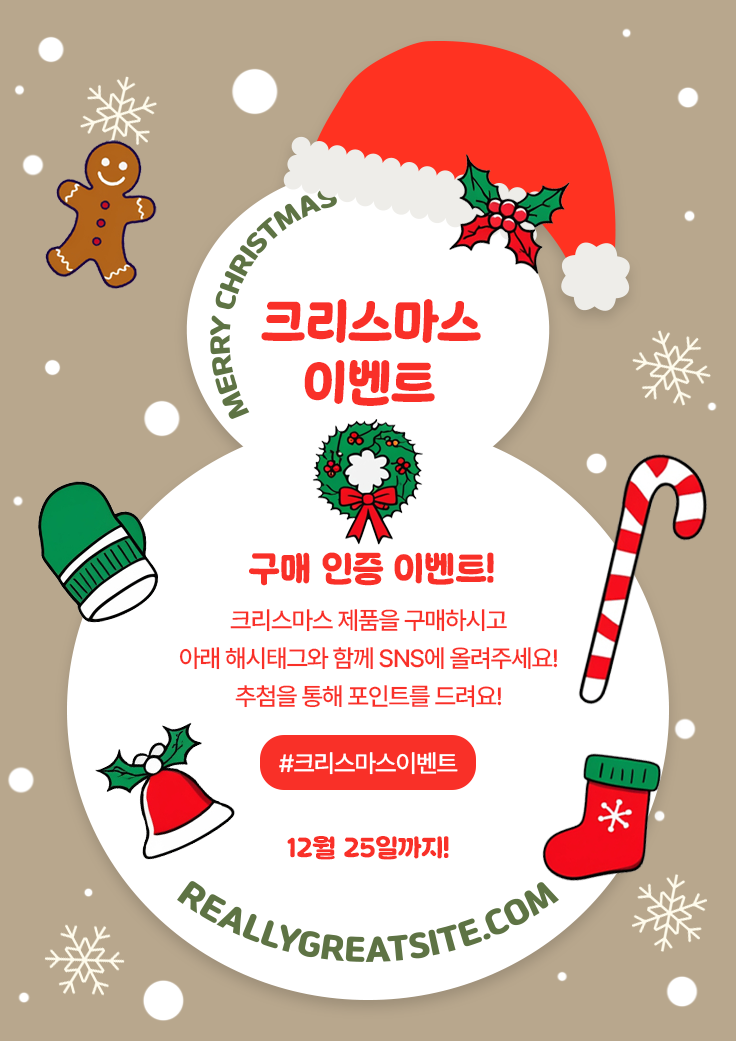 MERRY CHRISTMAS
크리스마스
이벤트
구매 인증 이벤트!
크리스마스 제품을 구매하시고
아래 해시태그와 함께 SNS에 올려주세요!
추첨을 통해 포인트를 드려요!
#크리스마스이벤트
12월 25일까지!
REALLYGREATSITE.COM